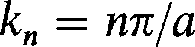 kₙ = nπ/a